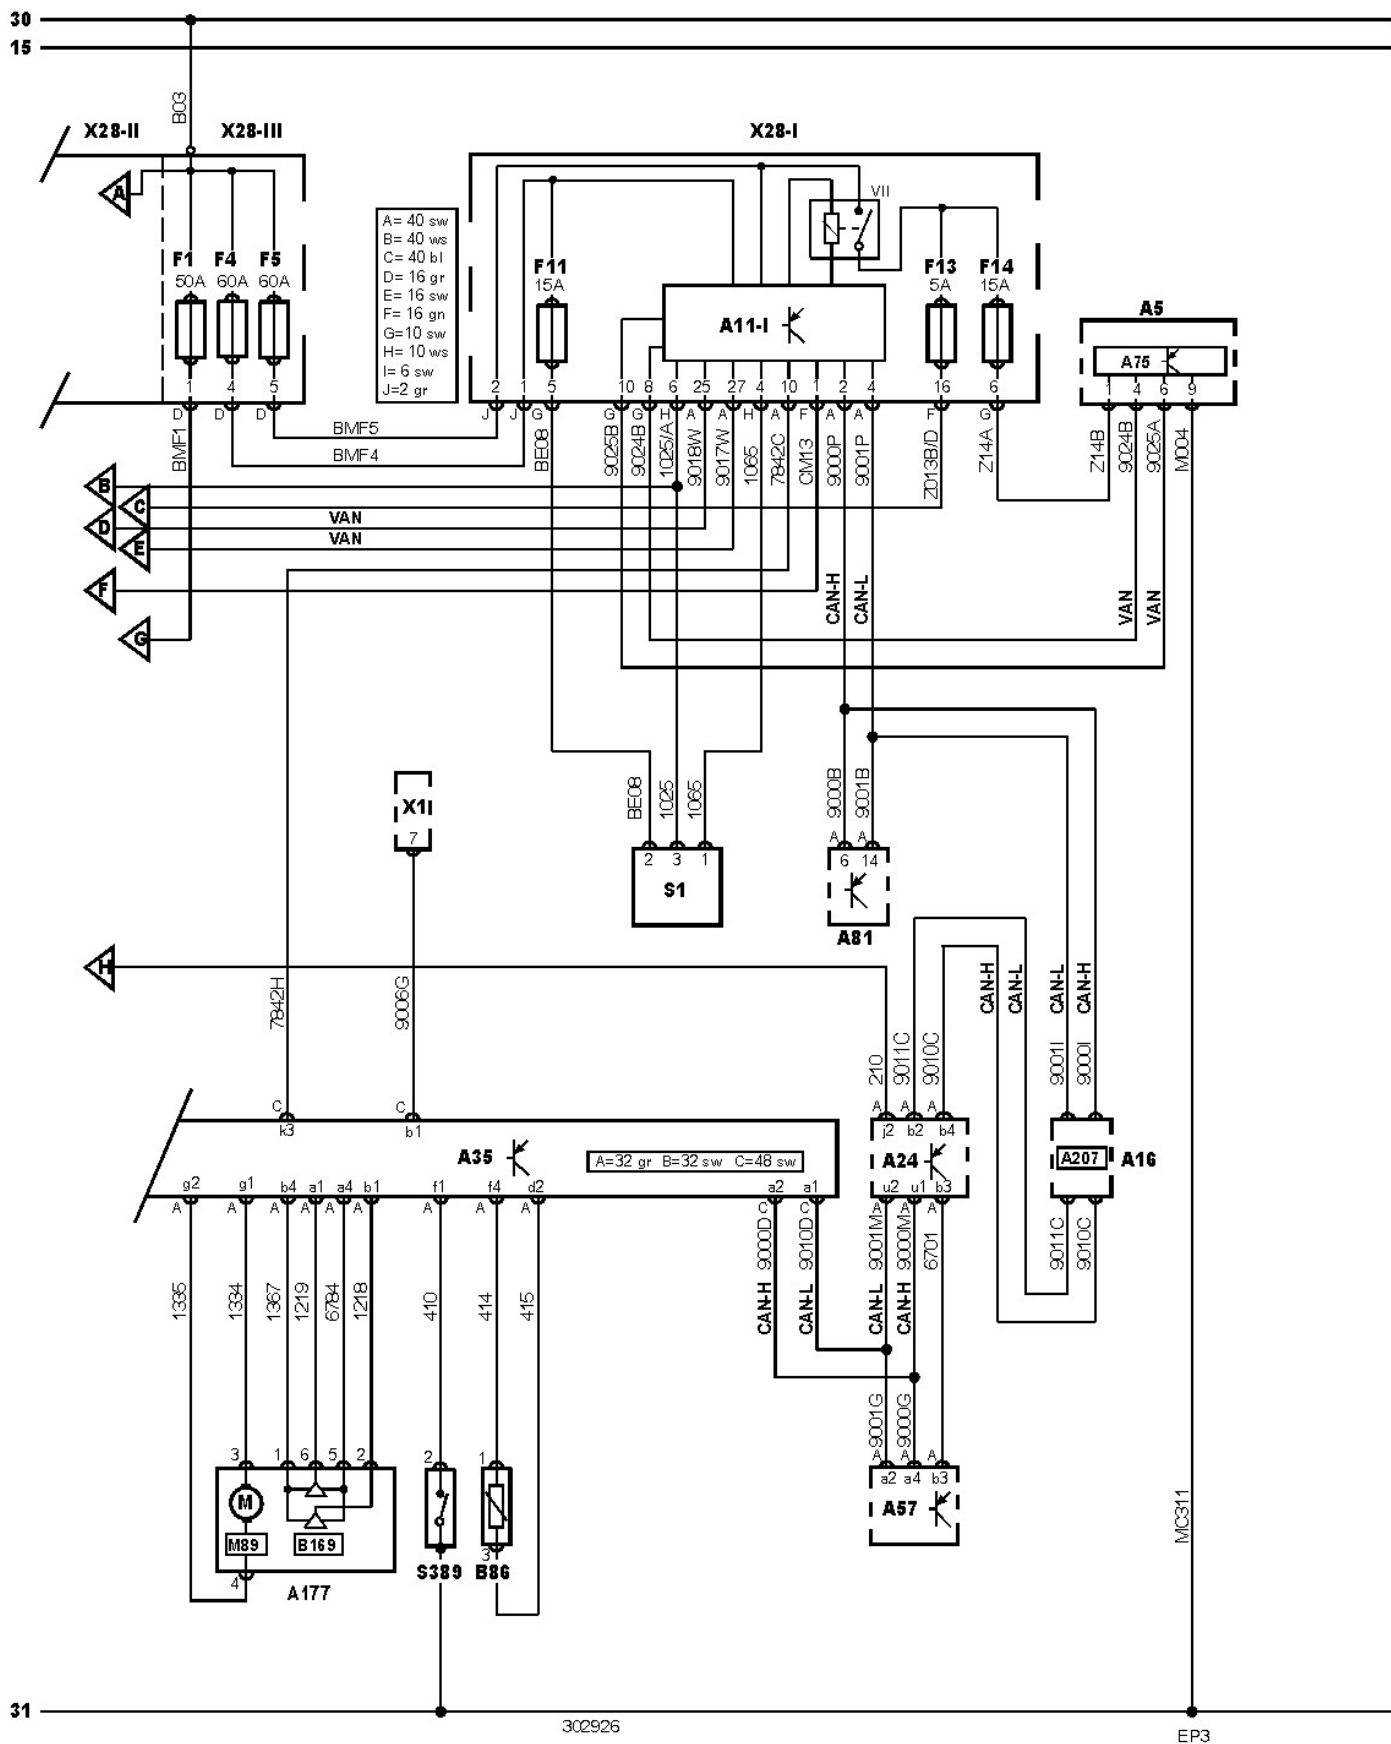 30
15
B03
X28-II X28-III X28-I
A
VII
A= 40 sw
B= 40 ws
C= 40 bl
D= 16 gr
E= 16 sw
F= 16 gn
G=10 sw
H= 10 ws
I= 6 sw
J=2 gr
F1 F4 F5 F11 F13 F14
50A 60A 60A 15A 5A 15A
A11-I
A5
A75
1 4 5 2 1 5 10 8 6 25 27 4 10 1 2 4 16 6 1 4 6 9
D D D J J G G G H A A H A F A A F G
BMF5
BMF4
BMF1 BE08 9025B 9024B 1025/A 9018W 9017W 1065 7842C CM13 9000P 9001P Z013B/D Z14A Z14B 9024B 9025A M004
B
C
VAN
D
VAN
E
F
CAN-H CAN-L VAN VAN
G
X1
7
BE08 1025 1065 9000B 9001B
A A
2 3 1 6 14
S1
A81
H
7842H 9006G CAN-H CAN-L CAN-L CAN-H
210 9011C 9010C 9001I 9000I
C C A A A
k3 b1 j2 b2 b4
A35 A=32 gr B=32 sw C=48 sw A24 A207 A16
g2 g1 b4 a1 a4 b1 f1 f4 d2 a2 a1 u2 u1 b3
A A A A A A A A A C C A A A
9000D 9010D 9001M 9000M 6701 9011C 9010C
1335 1334 1367 1219 6784 1218 410 414 415 CAN-H CAN-L CAN-L CAN-H
9001G 9000G
A A A
3 1 6 5 2 2 1 a2 a4 b3
M
A57
M89 B169
3
4
A177 S389 B86
MC311
31
302926
EP3